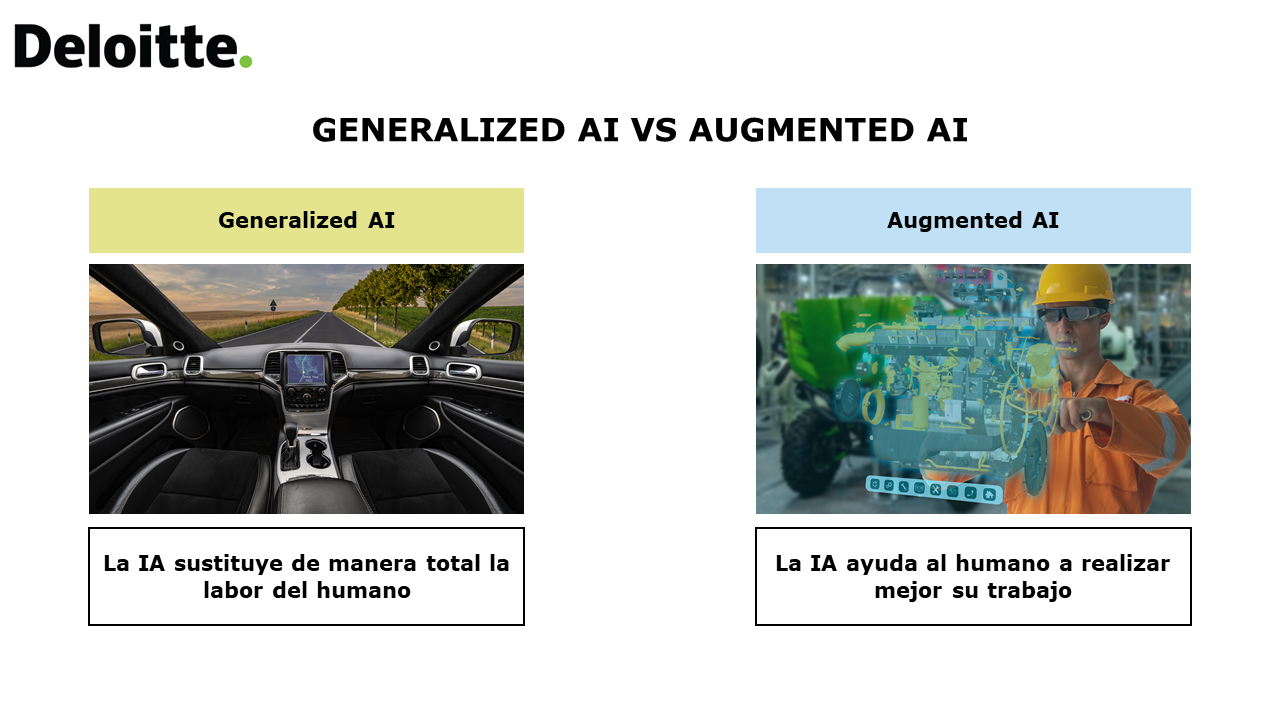 Deloitte.
GENERALIZED AI VS AUGMENTED AI
Generalized AI
Augmented AI
La IA sustituye de manera total la
labor del humano
La IA ayuda al humano a realizar
mejor su trabajo